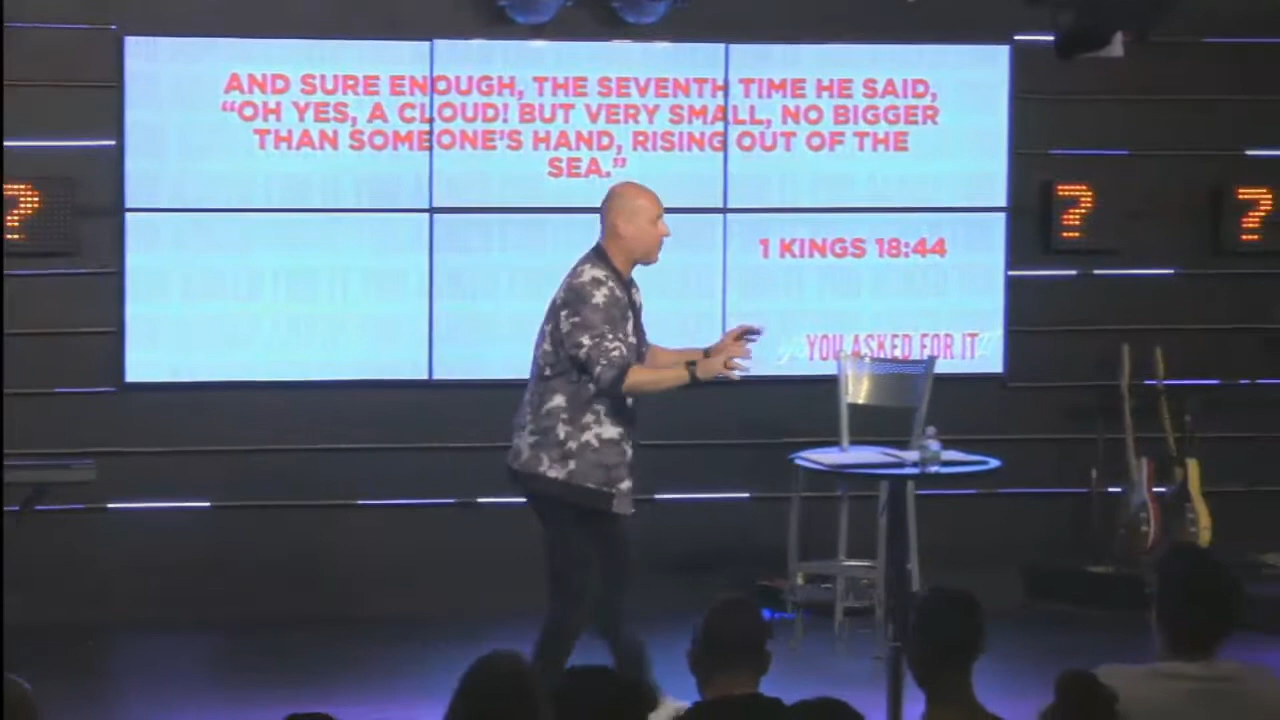 AND SURE ENOUGH, THE SEVENTH TIME HE SAID,
“OH YES, A CLOUD! BUT VERY SMALL, NO BIGGER
THAN SOMEONE’S HAND, RISING OUT OF THE
SEA.”
?
?
?
1 KINGS 18:44
YOU ASKED FOR IT